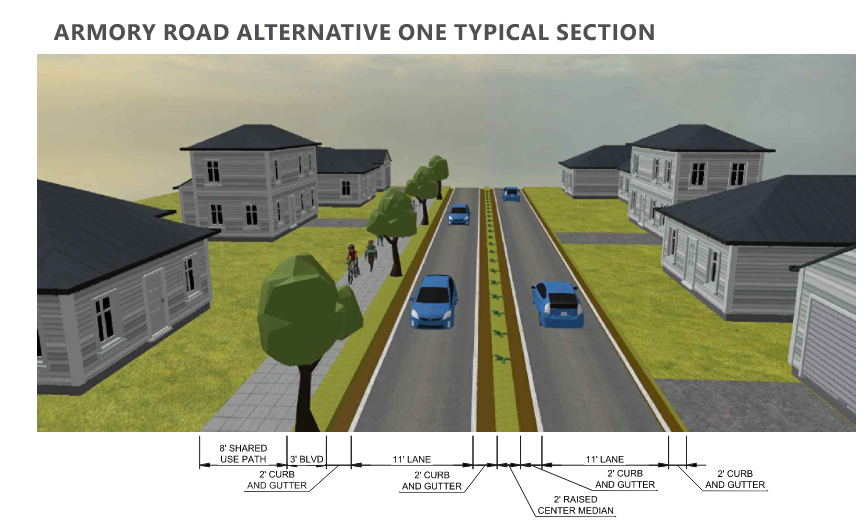 ARMORY ROAD ALTERNATIVE ONE TYPICAL SECTION
8' SHARED
USE PATH
3' BLVD
11' LANE
11' LANE
2' CURB
AND GUTTER
2' CURB
AND GUTTER
2' CURB
AND GUTTER
2' CURB
AND GUTTER
2' RAISED
CENTER MEDIAN